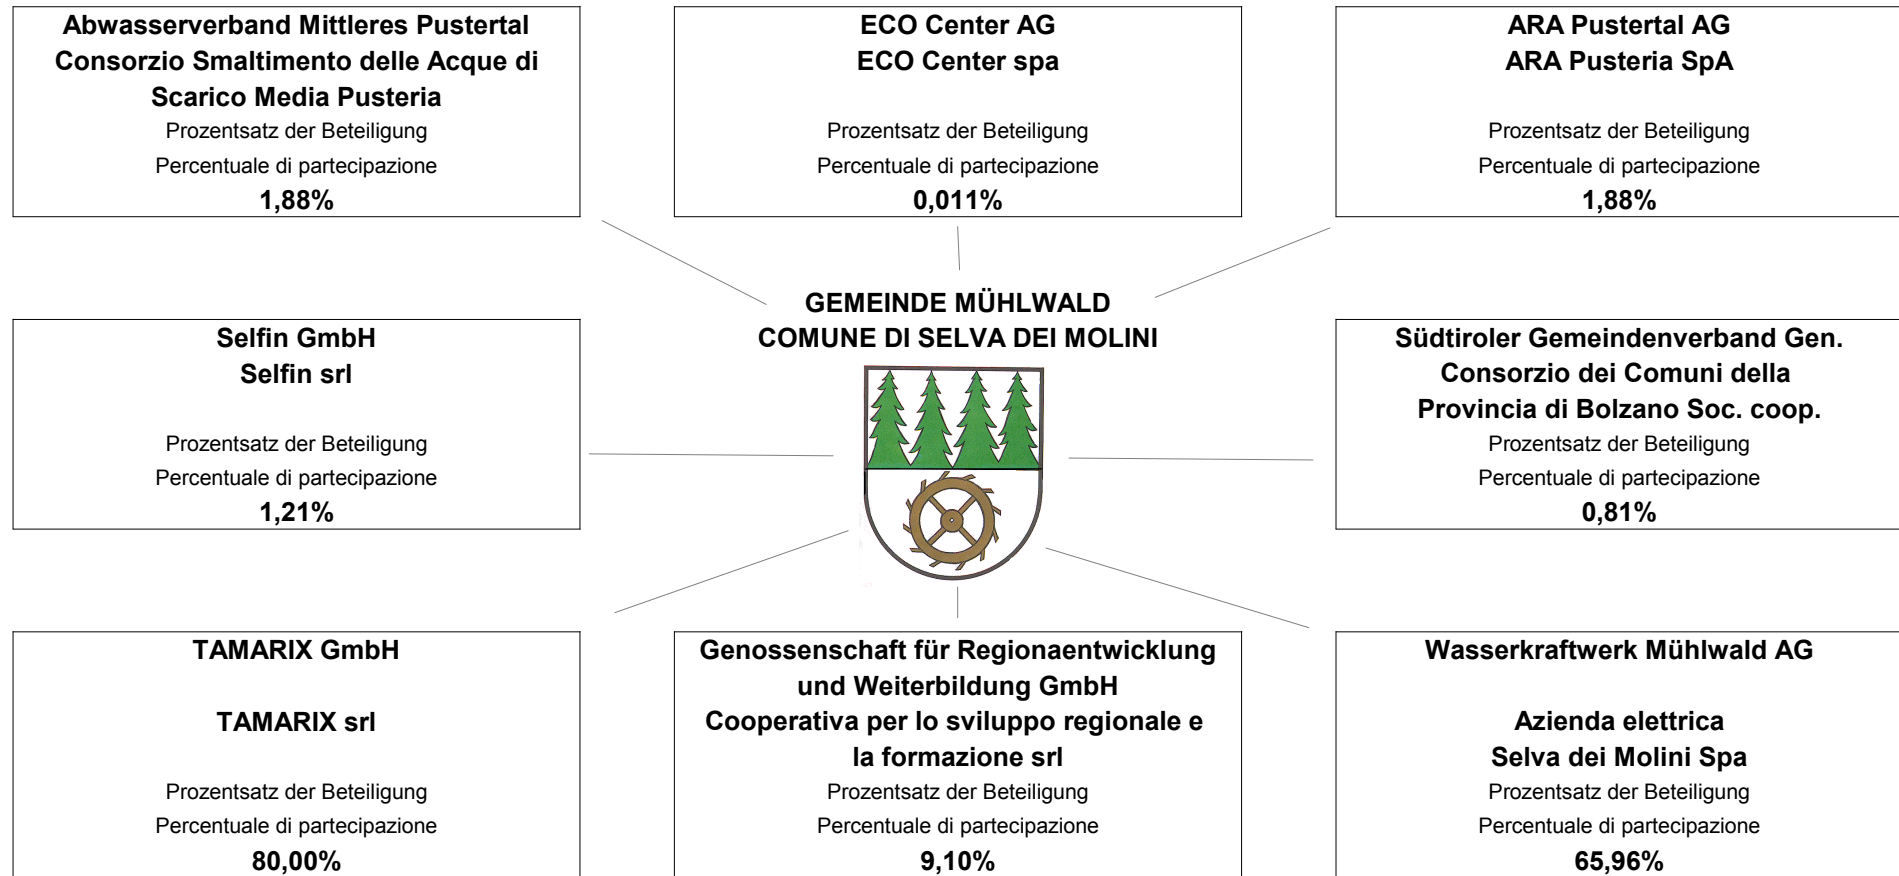 Abwasserverband Mittleres Pustertal
Consorzio Smaltimento delle Acque di
Scarico Media Pusteria
Prozentsatz der Beteiligung
Percentuale di partecipazione
1,88%
ECO Center AG
ECO Center spa
Prozentsatz der Beteiligung
Percentuale di partecipazione
0,011%
ARA Pustertal AG
ARA Pusteria SpA
Prozentsatz der Beteiligung
Percentuale di partecipazione
1,88%
GEMEINDE MÜHLWALD
COMUNE DI SELVA DEI MOLINI
Selfin GmbH
Selfin srl
Prozentsatz der Beteiligung
Percentuale di partecipazione
1,21%
Südtiroler Gemeindenverband Gen.
Consorzio dei Comuni della
Provincia di Bolzano Soc. coop.
Prozentsatz der Beteiligung
Percentuale di partecipazione
0,81%
TAMARIX GmbH
TAMARIX srl
Prozentsatz der Beteiligung
Percentuale di partecipazione
80,00%
Genossenschaft für Regionaentwicklung
und Weiterbildung GmbH
Cooperativa per lo sviluppo regionale e
la formazione srl
Prozentsatz der Beteiligung
Percentuale di partecipazione
9,10%
Wasserkraftwerk Mühlwald AG
Azienda elettrica
Selva dei Molini Spa
Prozentsatz der Beteiligung
Percentuale di partecipazione
65,96%